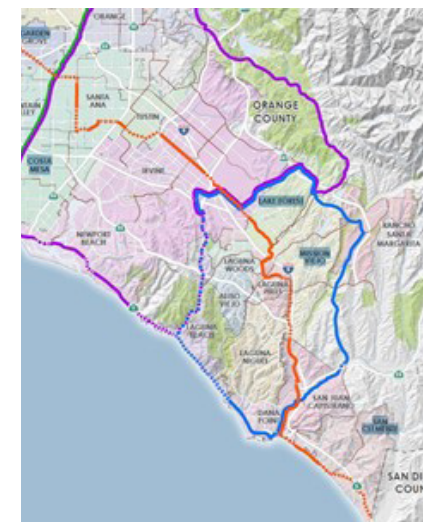 ORANGE
GARDEN
GROVE
SANTA
ANA
TUSTIN
ORANGE
COUNTY
COSTA
MESA
IRVINE
LAKE FOREST
RANCHO
SANTA
MARGARITA
NEWPORT
BEACH
MISSION
VIEJO
LAGUNA
WOODS
LAGUNA
HILLS
ALISO
VIEJO
LAGUNA
BEACH
LAGUNA
NIGUEL
SAN JUAN
CAPISTRANO
DANA
POINT
SAN
CLEMENTE
SAN DI
COUN